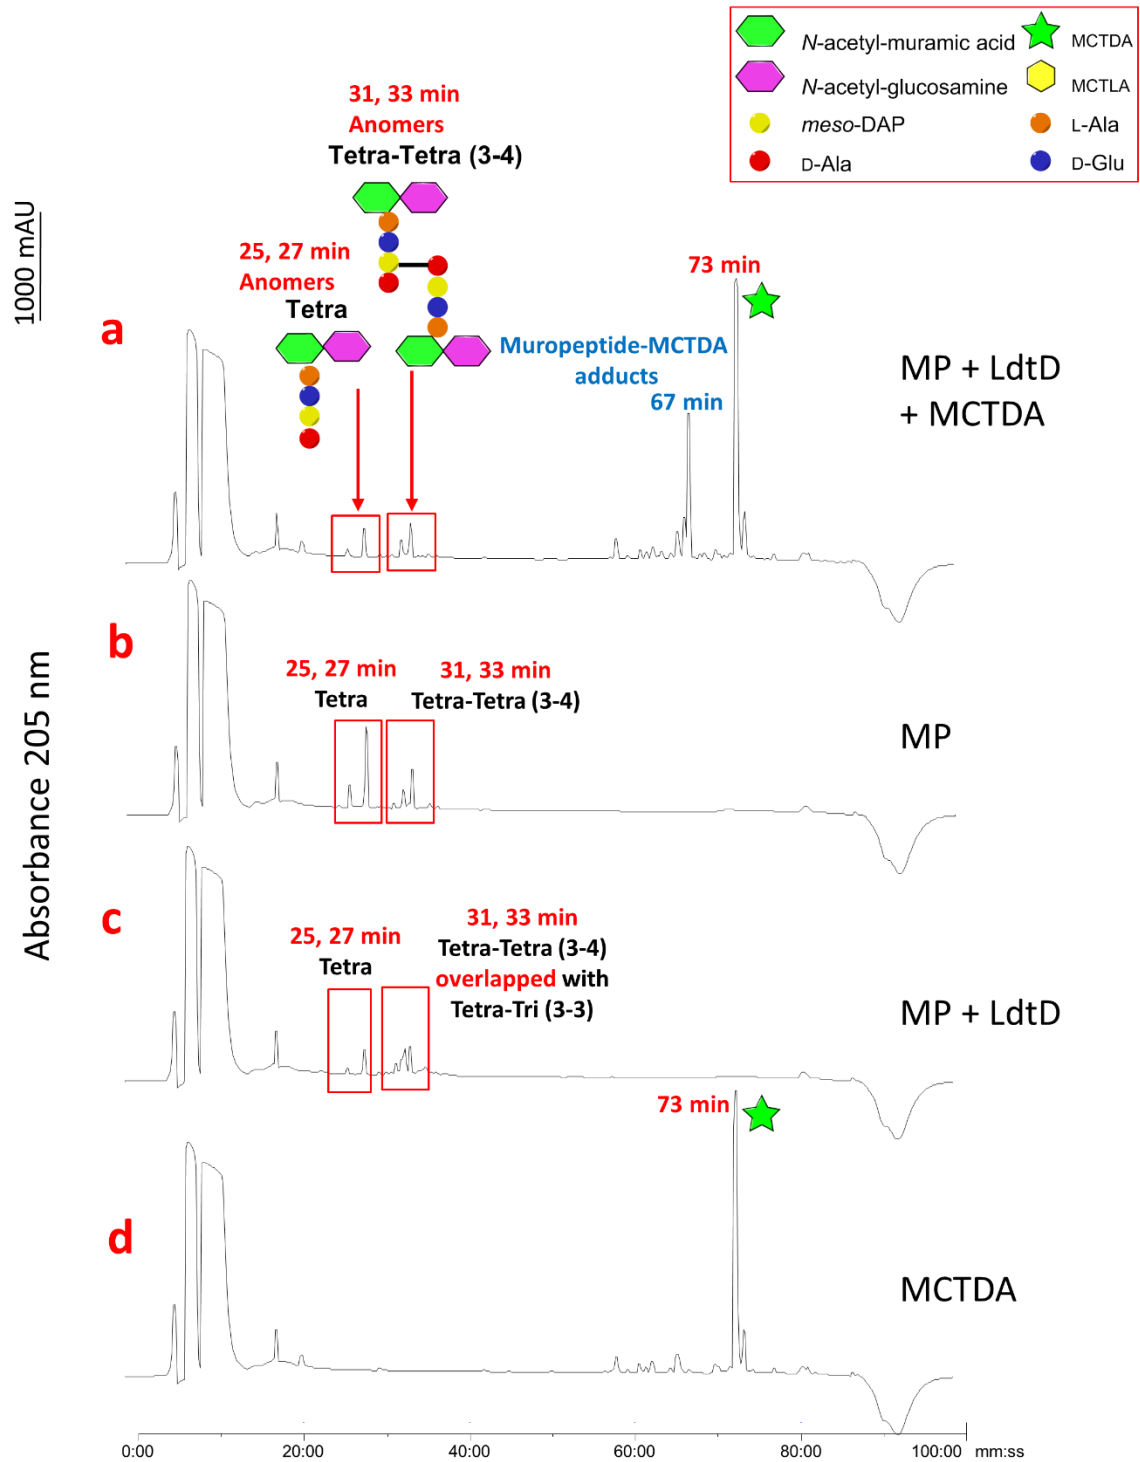 N-acetyl-muramic acid
MCTDA
N-acetyl-glucosamine
MCTLA
meso-DAP
L-Ala
D-Ala
D-Glu
1000 mAU
Absorbance 205 nm
a
31, 33 min
Anomers
Tetra-Tetra (3-4)
25, 27 min
Anomers
Tetra
Muropeptide-MCTDA
adducts
67 min
73 min
MP + LdtD
+ MCTDA
b
25, 27 min
Tetra
31, 33 min
Tetra-Tetra (3-4)
MP
c
25, 27 min
Tetra
31, 33 min
Tetra-Tetra (3-4)
overlapped with
Tetra-Tri (3-3)
MP + LdtD
d
73 min
MCTDA
0:00 20:00 40:00 60:00 80:00 100:00 mm:ss